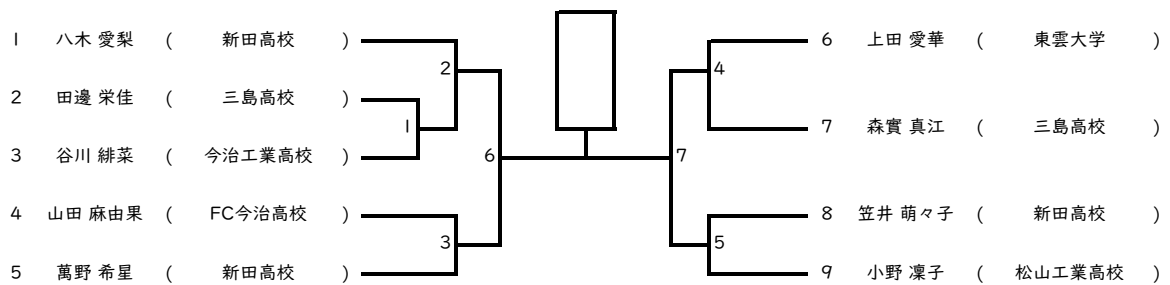 1 八木 愛梨 ( 新田高校 )
2 田邊 栄佳 ( 三島高校 )
3 谷川 緋菜 ( 今治工業高校 )
4 山田 麻由果 ( FC今治高校 )
5 萬野 希星 ( 新田高校 )
2
1
6
3
4
7
5
6 上田 愛華 ( 東雲大学 )
7 森實 真江 ( 三島高校 )
8 笠井 萌々子 ( 新田高校 )
9 小野 凜子 ( 松山工業高校 )